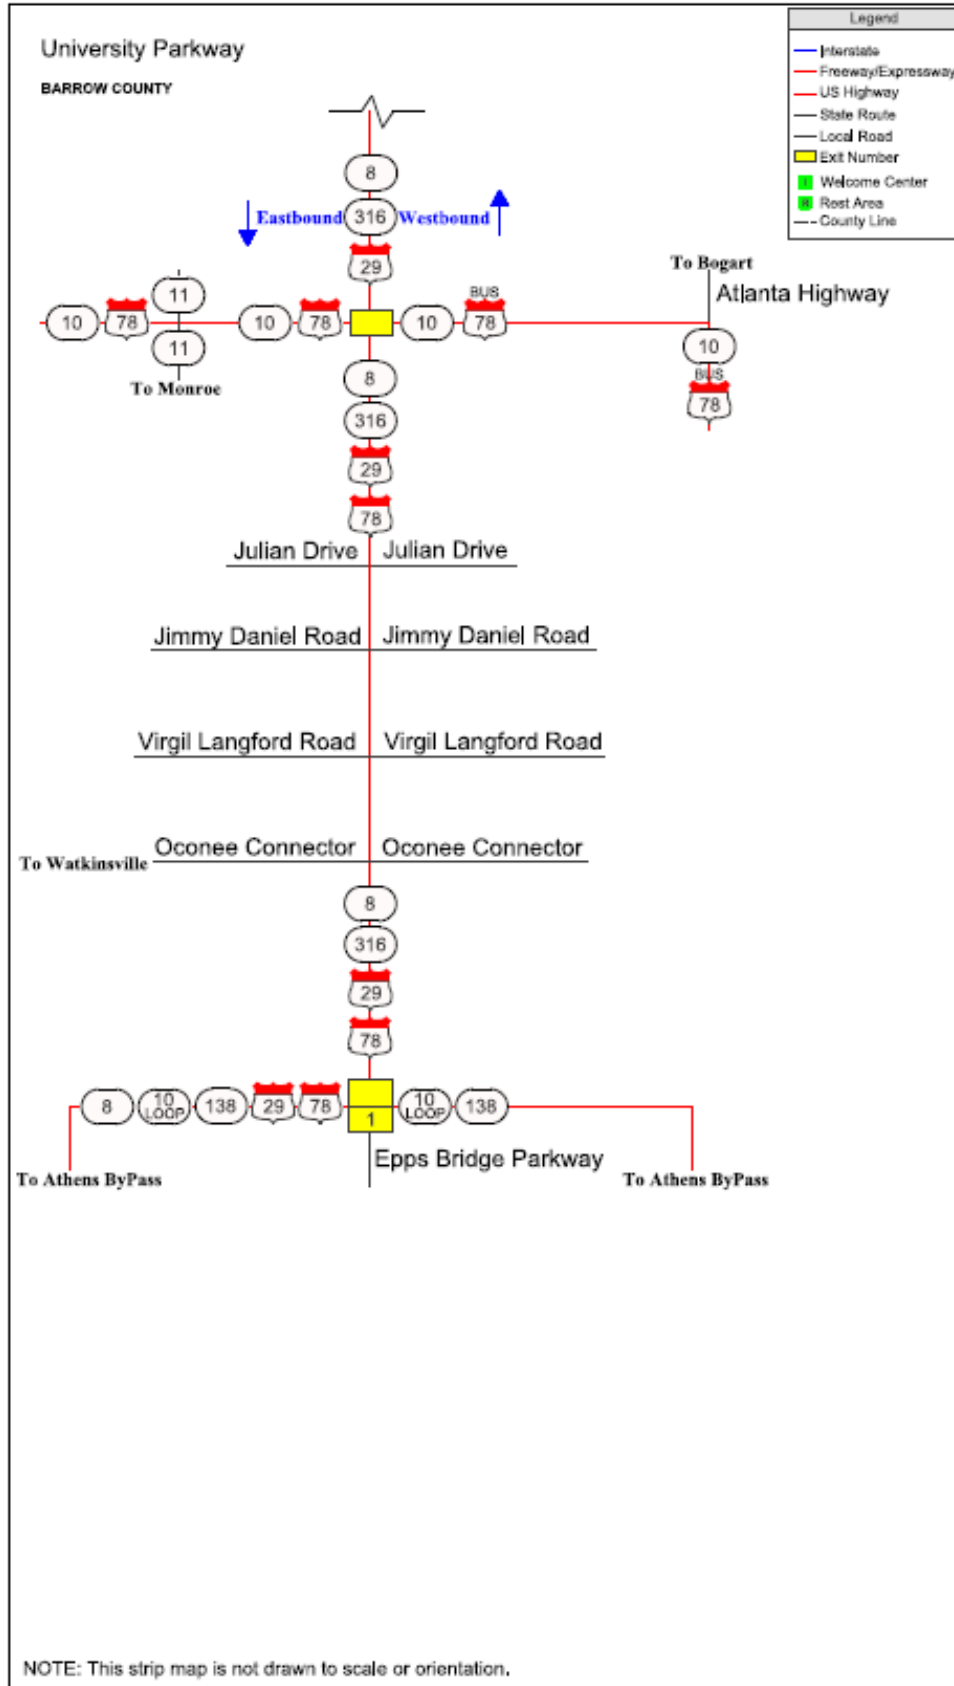 Legend
University Parkway
Interstate
Freeway/Expressway
BARROW COUNTY
US Highway
State Route
Local Road
Exit Number
Welcome Center
Rest Area
County Line
8
Eastbound 316 Westbound
29
To Bogart
Atlanta Highway
11
BUS
10 78 10 78 10 78
11
10
To Monroe
8
BUS
78
316
29
78
Julian Drive Julian Drive
Jimmy Daniel Road Jimmy Daniel Road
Virgil Langford Road Virgil Langford Road
Oconee Connector Oconee Connector
To Watkinsville
8
316
29
78
8 10 LOOP 138 29 78 1 10 LOOP 138
Epps Bridge Parkway
To Athens ByPass To Athens ByPass
NOTE: This strip map is not drawn to scale or orientation.